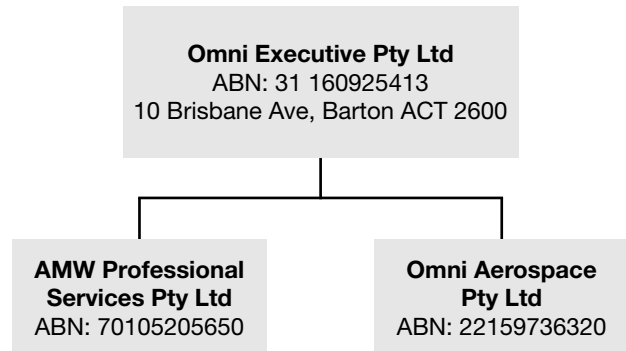 Omni Executive Pty Ltd
ABN: 31 160925413
10 Brisbane Ave, Barton ACT 2600
AMW Professional
Services Pty Ltd
ABN: 70105205650
Omni Aerospace
Pty Ltd
ABN: 22159736320